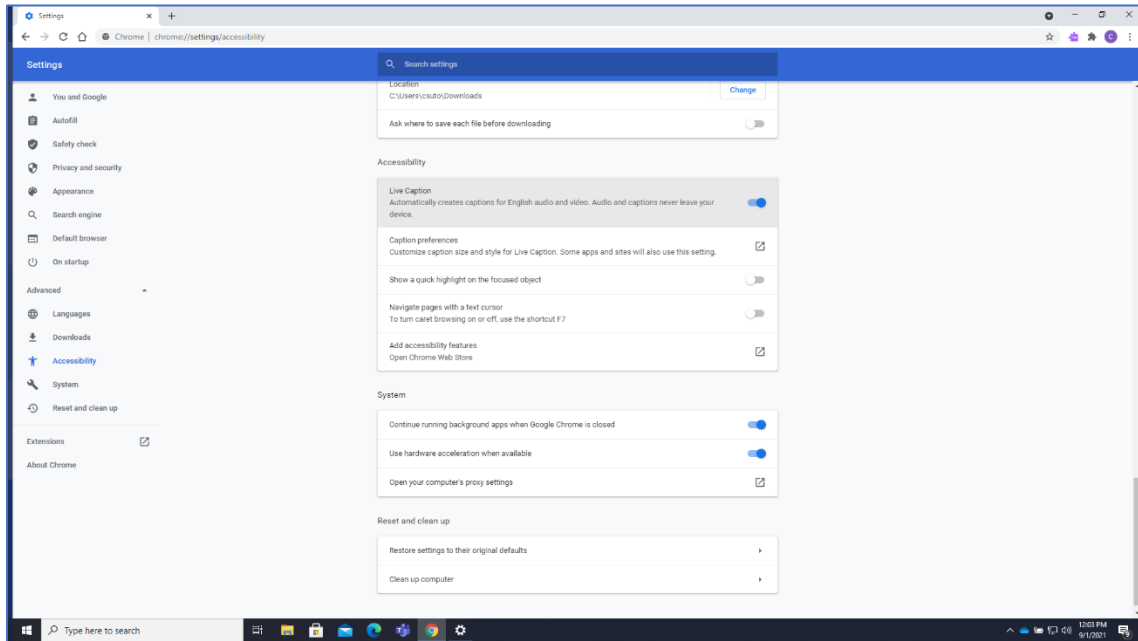 Settings
Chrome | chrome://settings/accessibility
C
Settings
Search settings
You and Google
Autofill
Safety check
Privacy and security
Appearance
Search engine
Default browser
On startup
Advanced
Languages
Downloads
Accessibility
System
Reset and clean up
Extensions
About Chrome
Location
C:\Users\csuto\Downloads
Change
Ask where to save each file before downloading
Accessibility
Live Caption
Automatically creates captions for English audio and video. Audio and captions never leave your
device.
Caption preferences
Customize caption size and style for Live Caption. Some apps and sites will also use this setting.
Show a quick highlight on the focused object
Navigate pages with a text cursor
To turn caret browsing on or off, use the shortcut F7
Add accessibility features
Open Chrome Web Store
System
Continue running background apps when Google Chrome is closed
Use hardware acceleration when available
Open your computer's proxy settings
Reset and clean up
Restore settings to their original defaults
Clean up computer
Type here to search
12:03 PM
9/1/2021